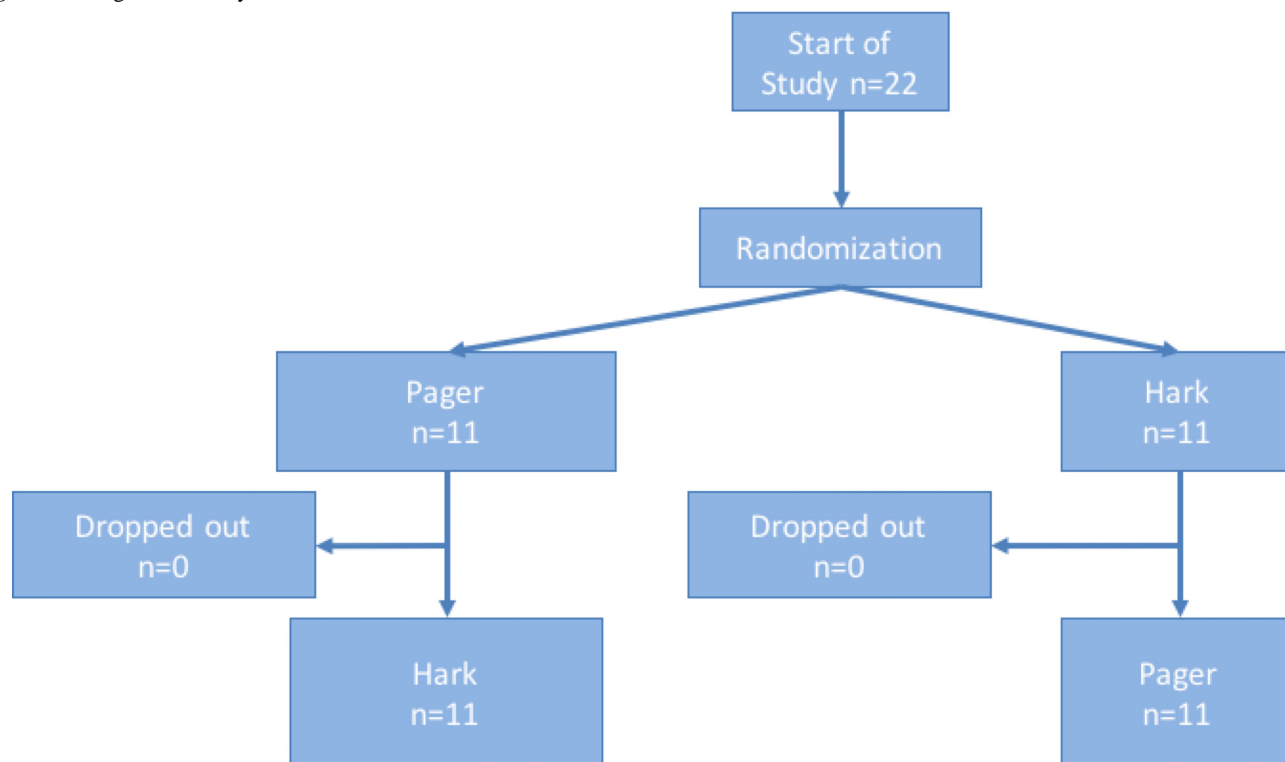 Start of
Study n=22
Randomization
Pager
n=11
Hark
n=11
Dropped out
n=0
Dropped out
n=0
Hark
n=11
Pager
n=11